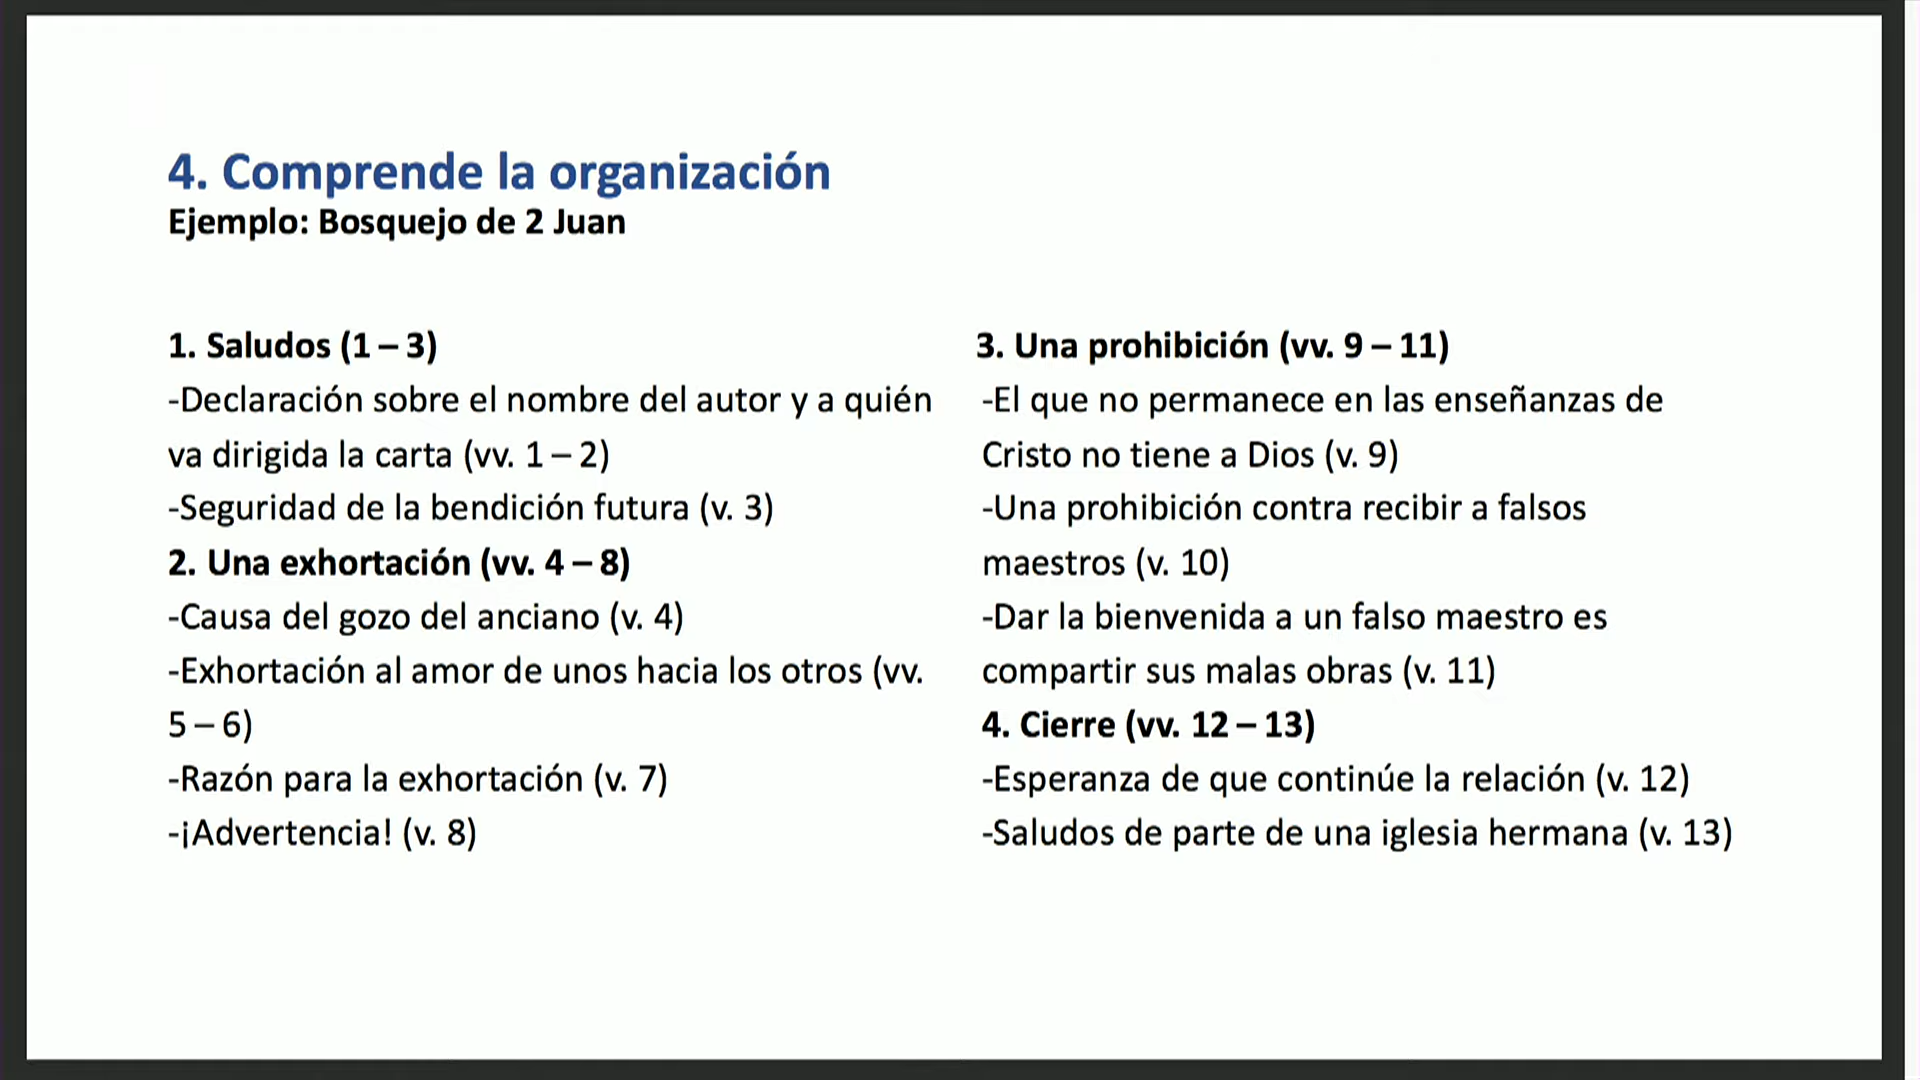 4. Comprende la organización
Ejemplo: Bosquejo de 2 Juan
1. Saludos (1 – 3)
-Declaración sobre el nombre del autor y a quién
va dirigida la carta (vv. 1 – 2)
-Seguridad de la bendición futura (v. 3)
2. Una exhortación (vv. 4 – 8)
-Causa del gozo del anciano (v. 4)
-Exhortación al amor de unos hacia los otros (vv.
5 – 6)
-Razón para la exhortación (v. 7)
-¡Advertencia! (v. 8)
3. Una prohibición (vv. 9 – 11)
-El que no permanece en las enseñanzas de
Cristo no tiene a Dios (v. 9)
-Una prohibición contra recibir a falsos
maestros (v. 10)
-Dar la bienvenida a un falso maestro es
compartir sus malas obras (v. 11)
4. Cierre (vv. 12 – 13)
-Esperanza de que continúe la relación (v. 12)
-Saludos de parte de una iglesia hermana (v. 13)